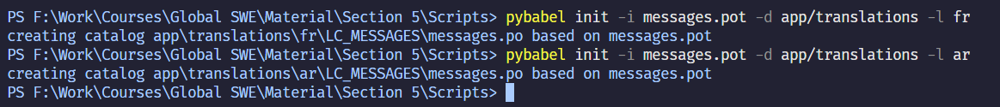 PS F:\Work\Courses\Global SWE\Material\Section 5\Scripts> pybabel init -i messages.pot -d app/translations -l fr
creating catalog app\translations\fr\LC_MESSAGES\messages.po based on messages.pot
PS F:\Work\Courses\Global SWE\Material\Section 5\Scripts> pybabel init -i messages.pot -d app/translations -l ar
creating catalog app\translations\ar\LC_MESSAGES\messages.po based on messages.pot
PS F:\Work\Courses\Global SWE\Material\Section 5\Scripts>